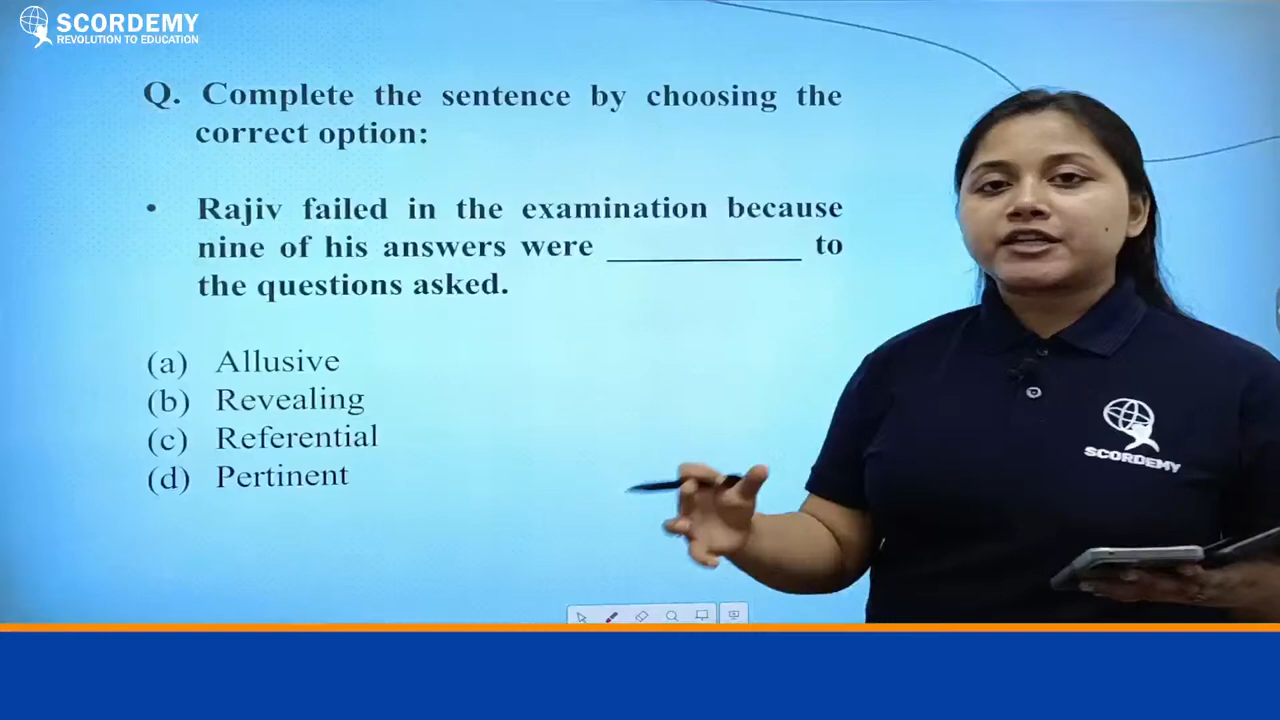 SCORDEMY
REVOLUTION TO EDUCATION
Q. Complete the sentence by choosing the
correct option:
• Rajiv failed in the examination because
nine of his answers were ____________ to
the questions asked.
(a) Allusive
(b) Revealing
(c) Referential
(d) Pertinent
SCORDEMY